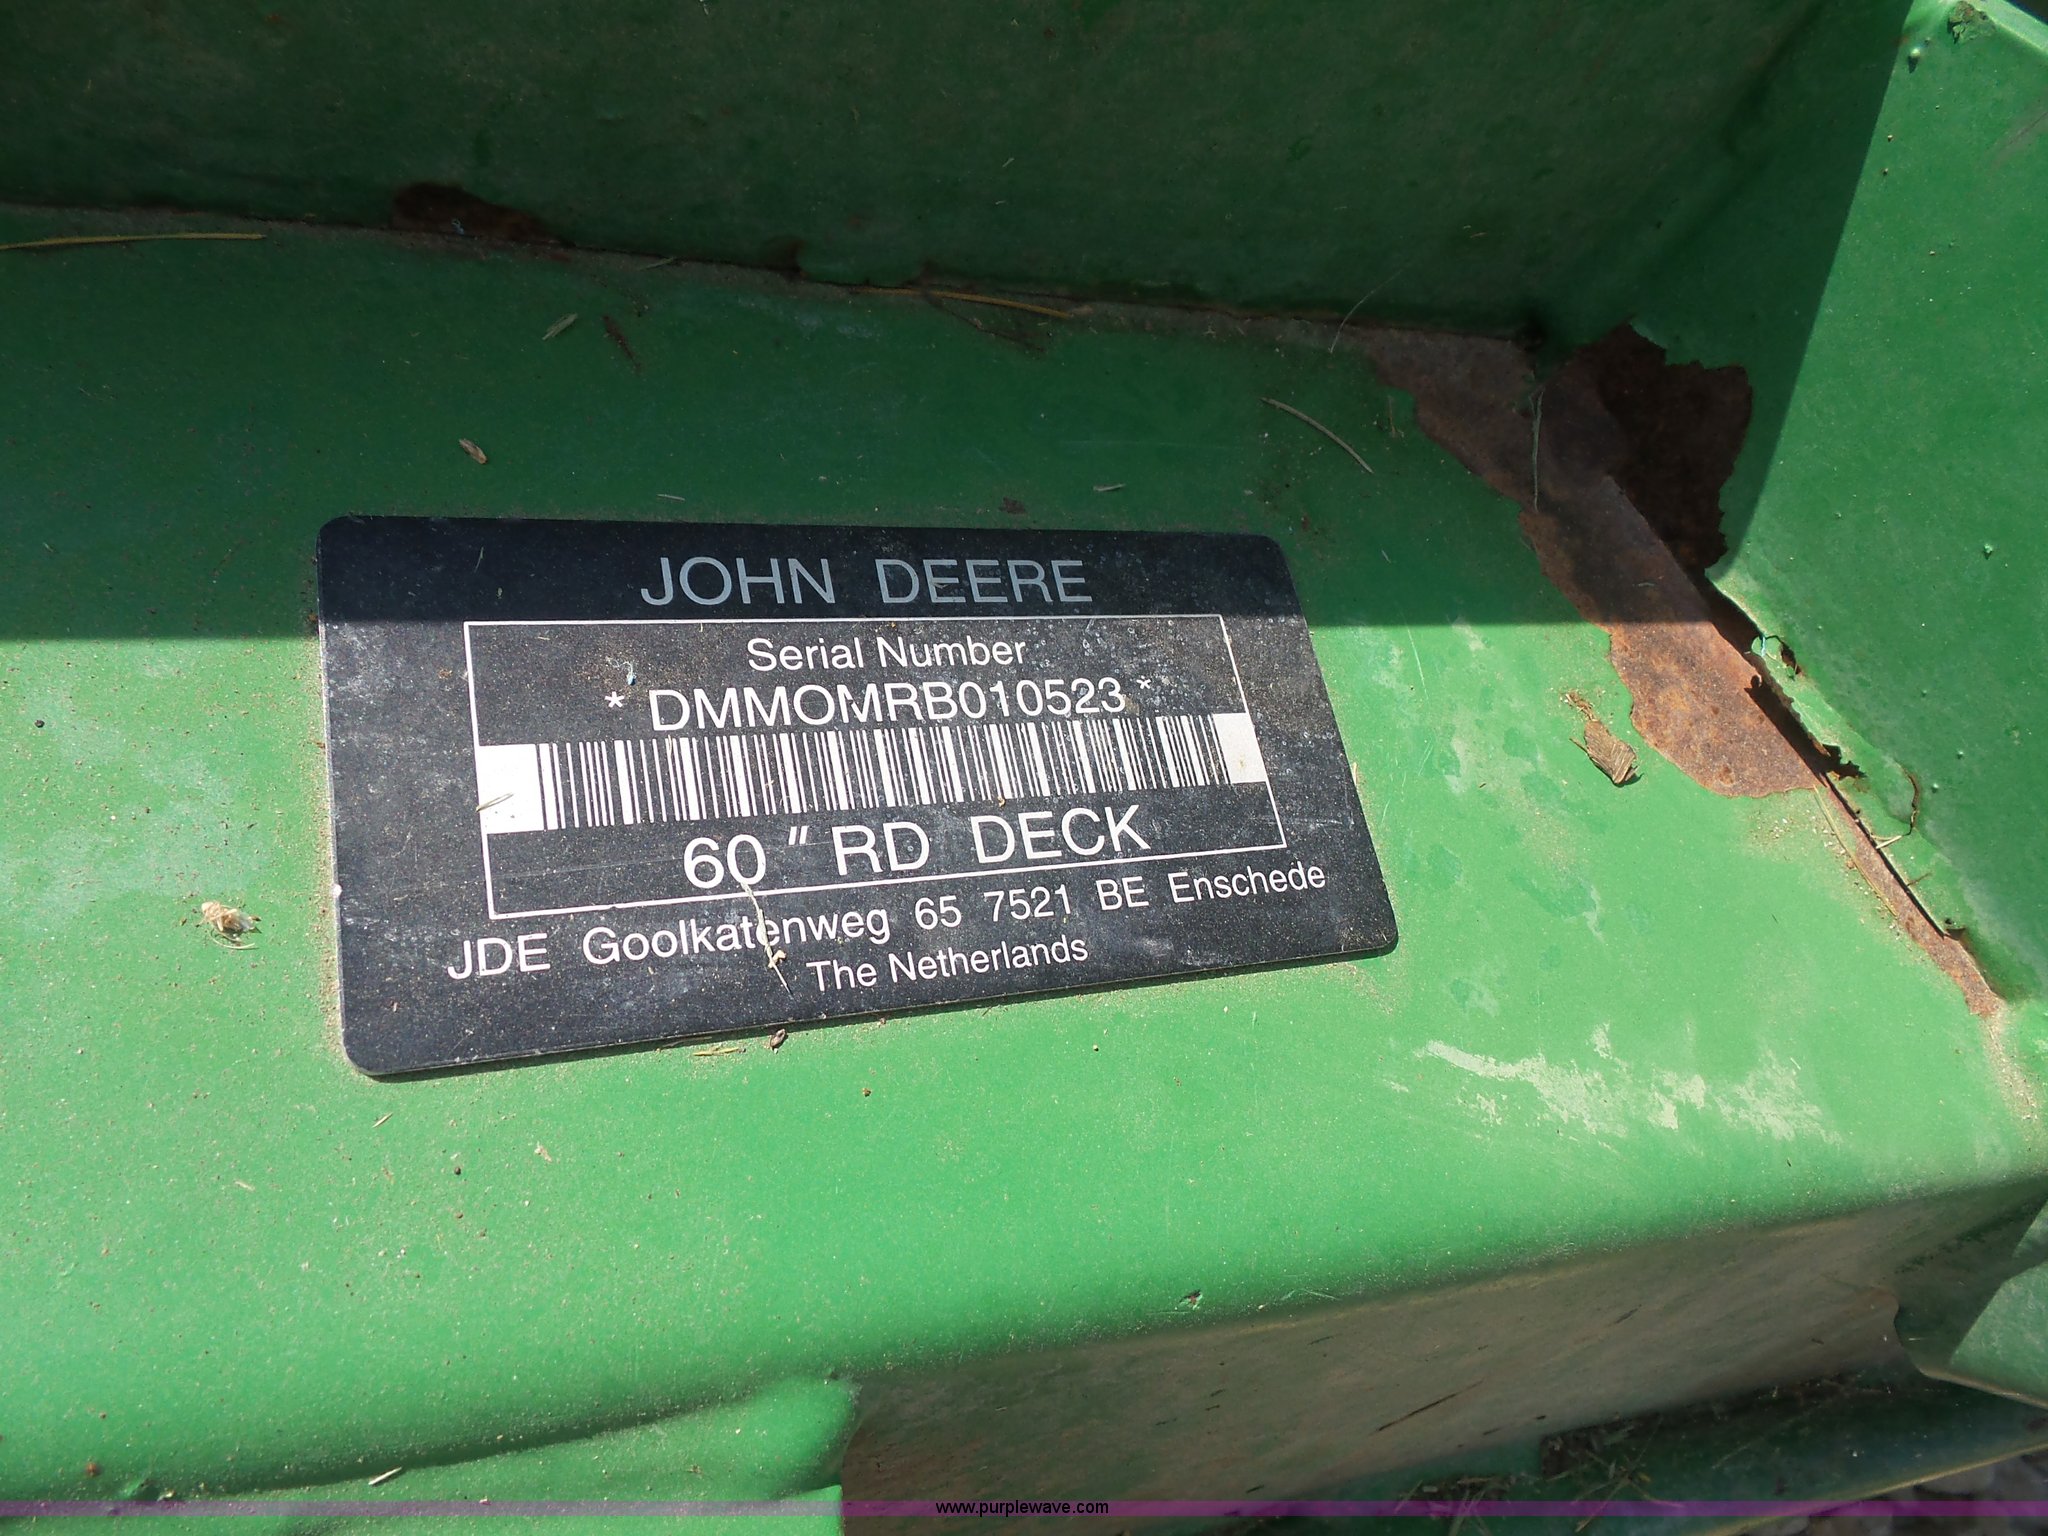 JOHN DEERE
Serial Number
* DMMOMRB010523 *
60 " RD DECK
JDE Goolkatenweg 65 7521 BE Enschede
The Netherlands
www.purplewave.com